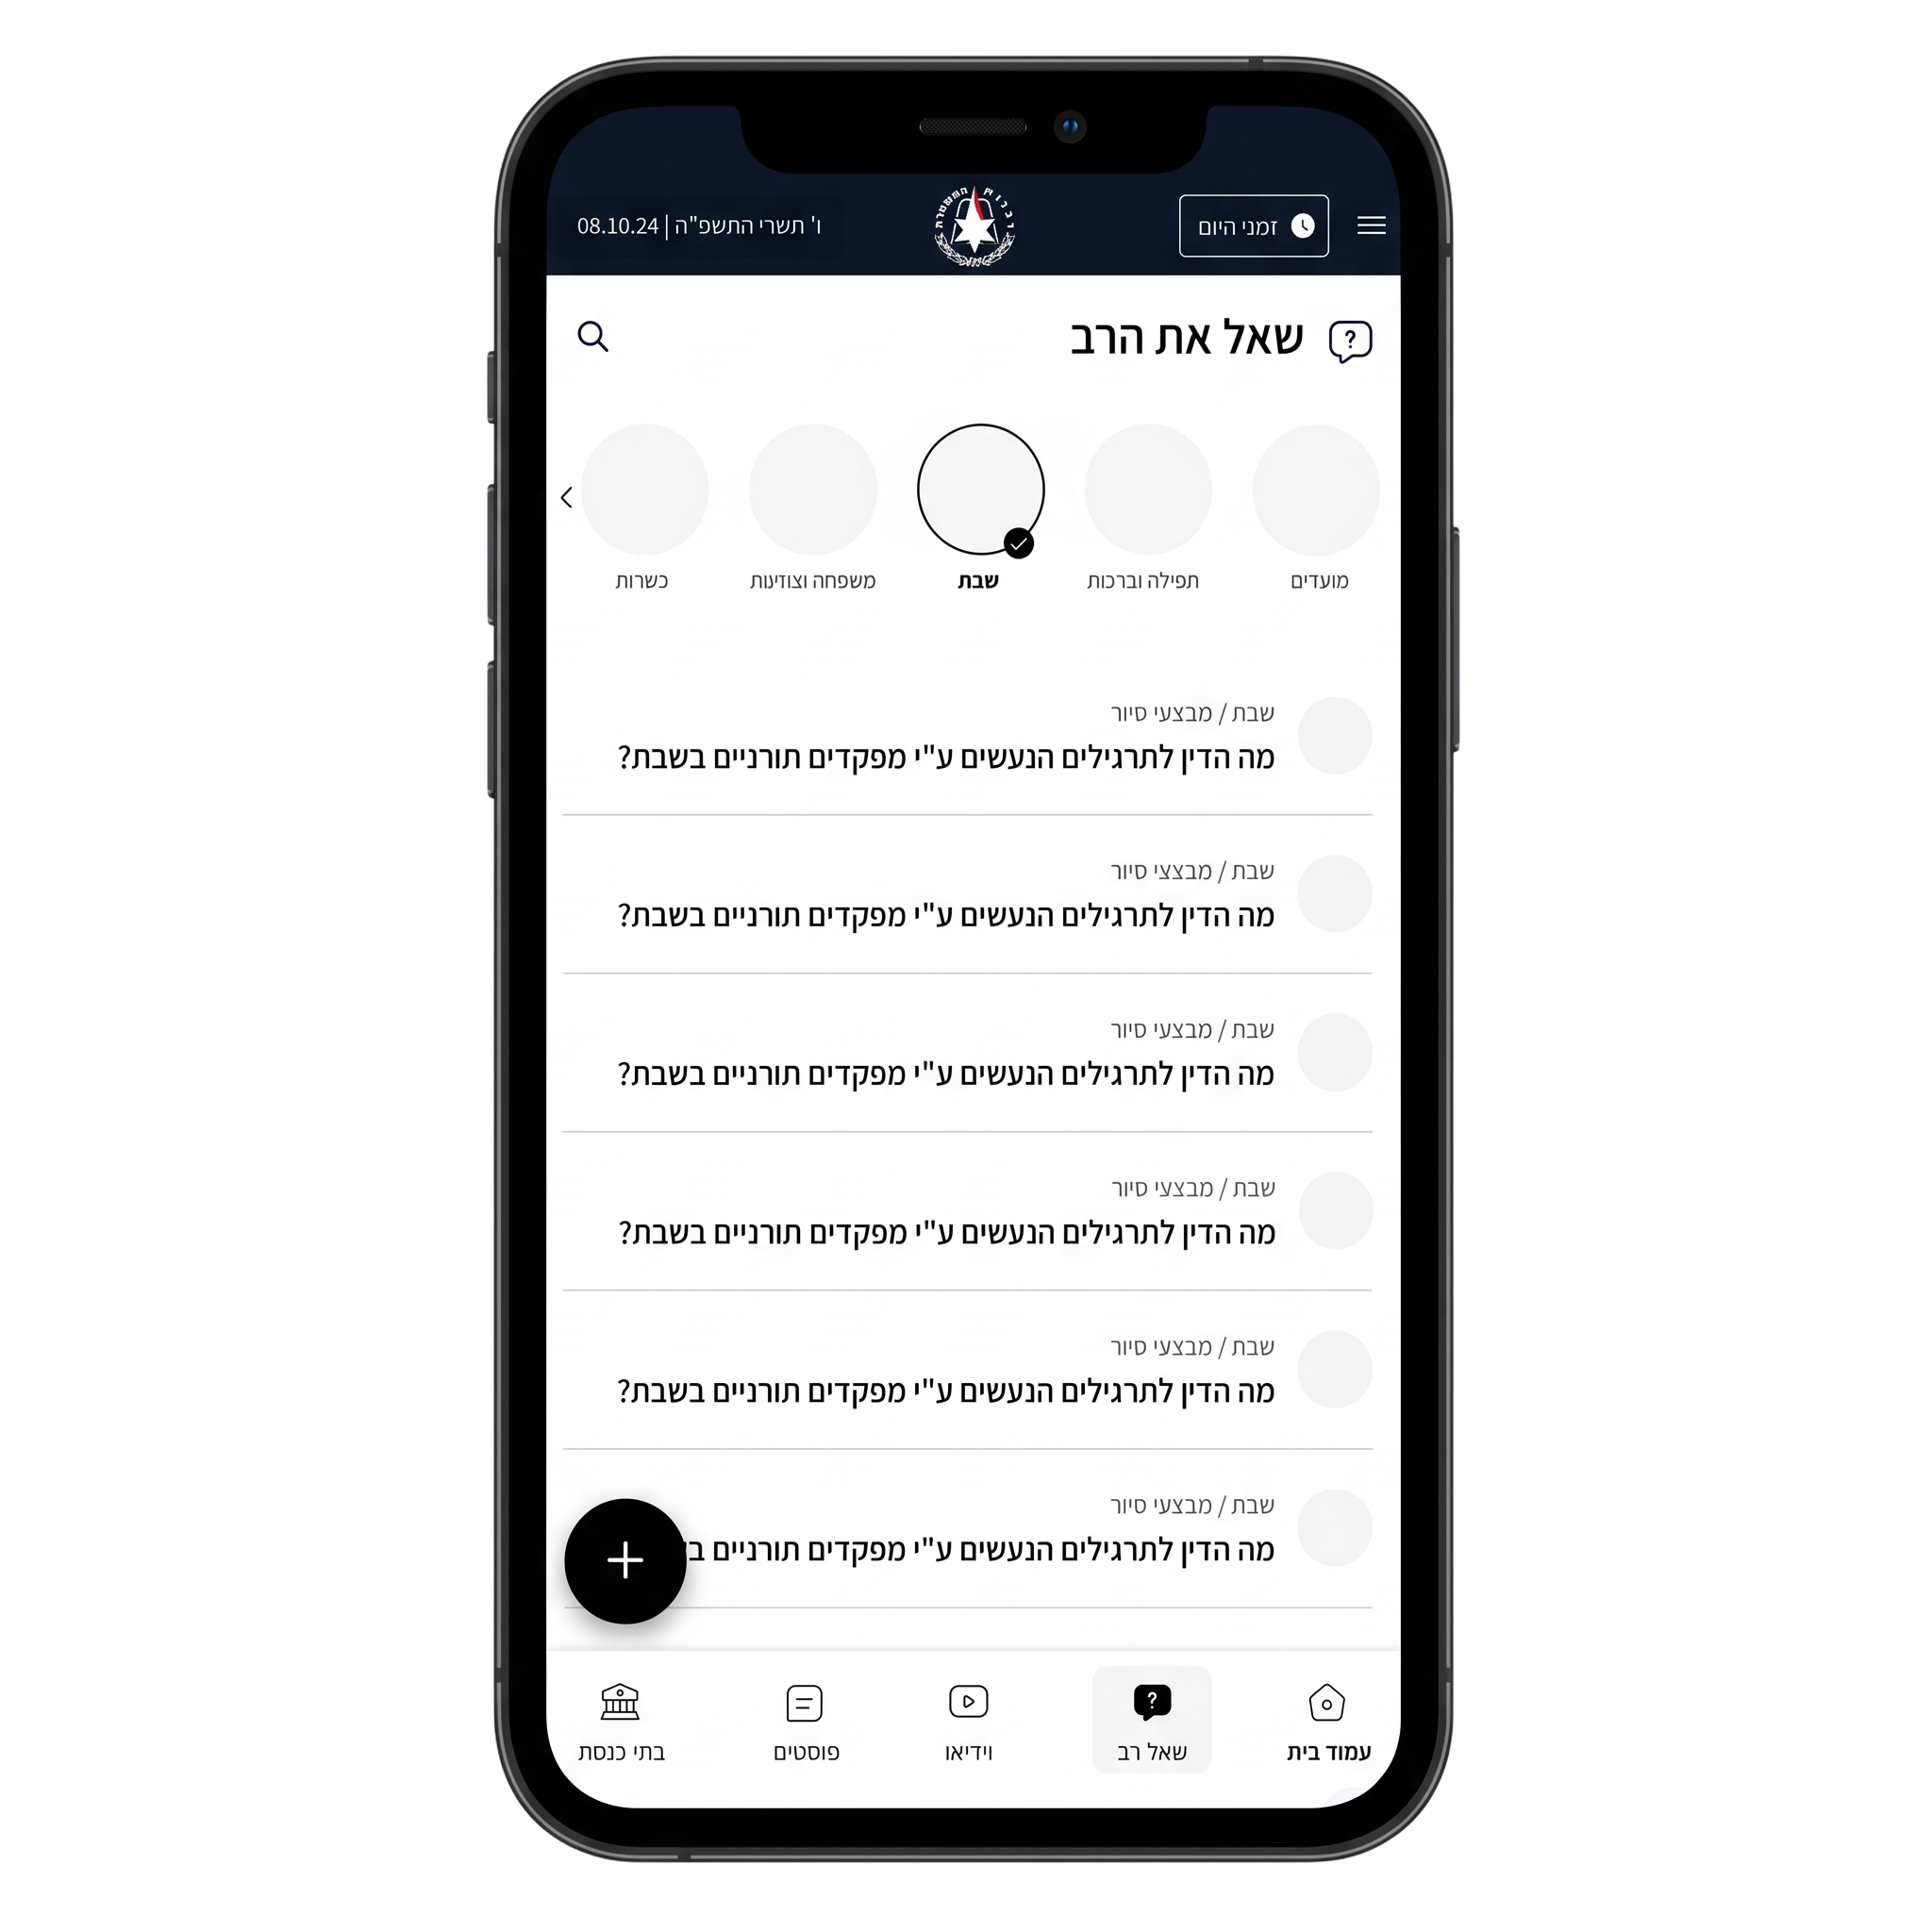 זמני היום
ו' תשרי התשפ"ה | 08.10.24
שאל את הרב
מועדים
תפילה וברכות
שבת
משפחה וצוזיעות
כשרות
שבת / מבצעי סיור
מה הדין לתרגילים הנעשים ע"י מפקדים תורניים בשבת?
שבת / מבצצי סיור
מה הדין לתרגילים הנעשים ע"י מפקדים תורניים בשבת?
שבת / מבצעי סיור
מה הדין לתרגילים הנעשים ע"י מפקדים תורניים בשבת?
שבת / מבצעי סיור
מה הדין לתרגילים הנעשים ע"י מפקדים תורניים בשבת?
שבת / מבצעי סיור
מה הדין לתרגילים הנעשים ע"י מפקדים תורניים בשבת?
שבת / מבצעי סיור
מה הדין לתרגילים הנעשים ע"י מפקדים תורניים
עמוד בית
שאל רב
וידיאו
פוסטים
בתי כנסת